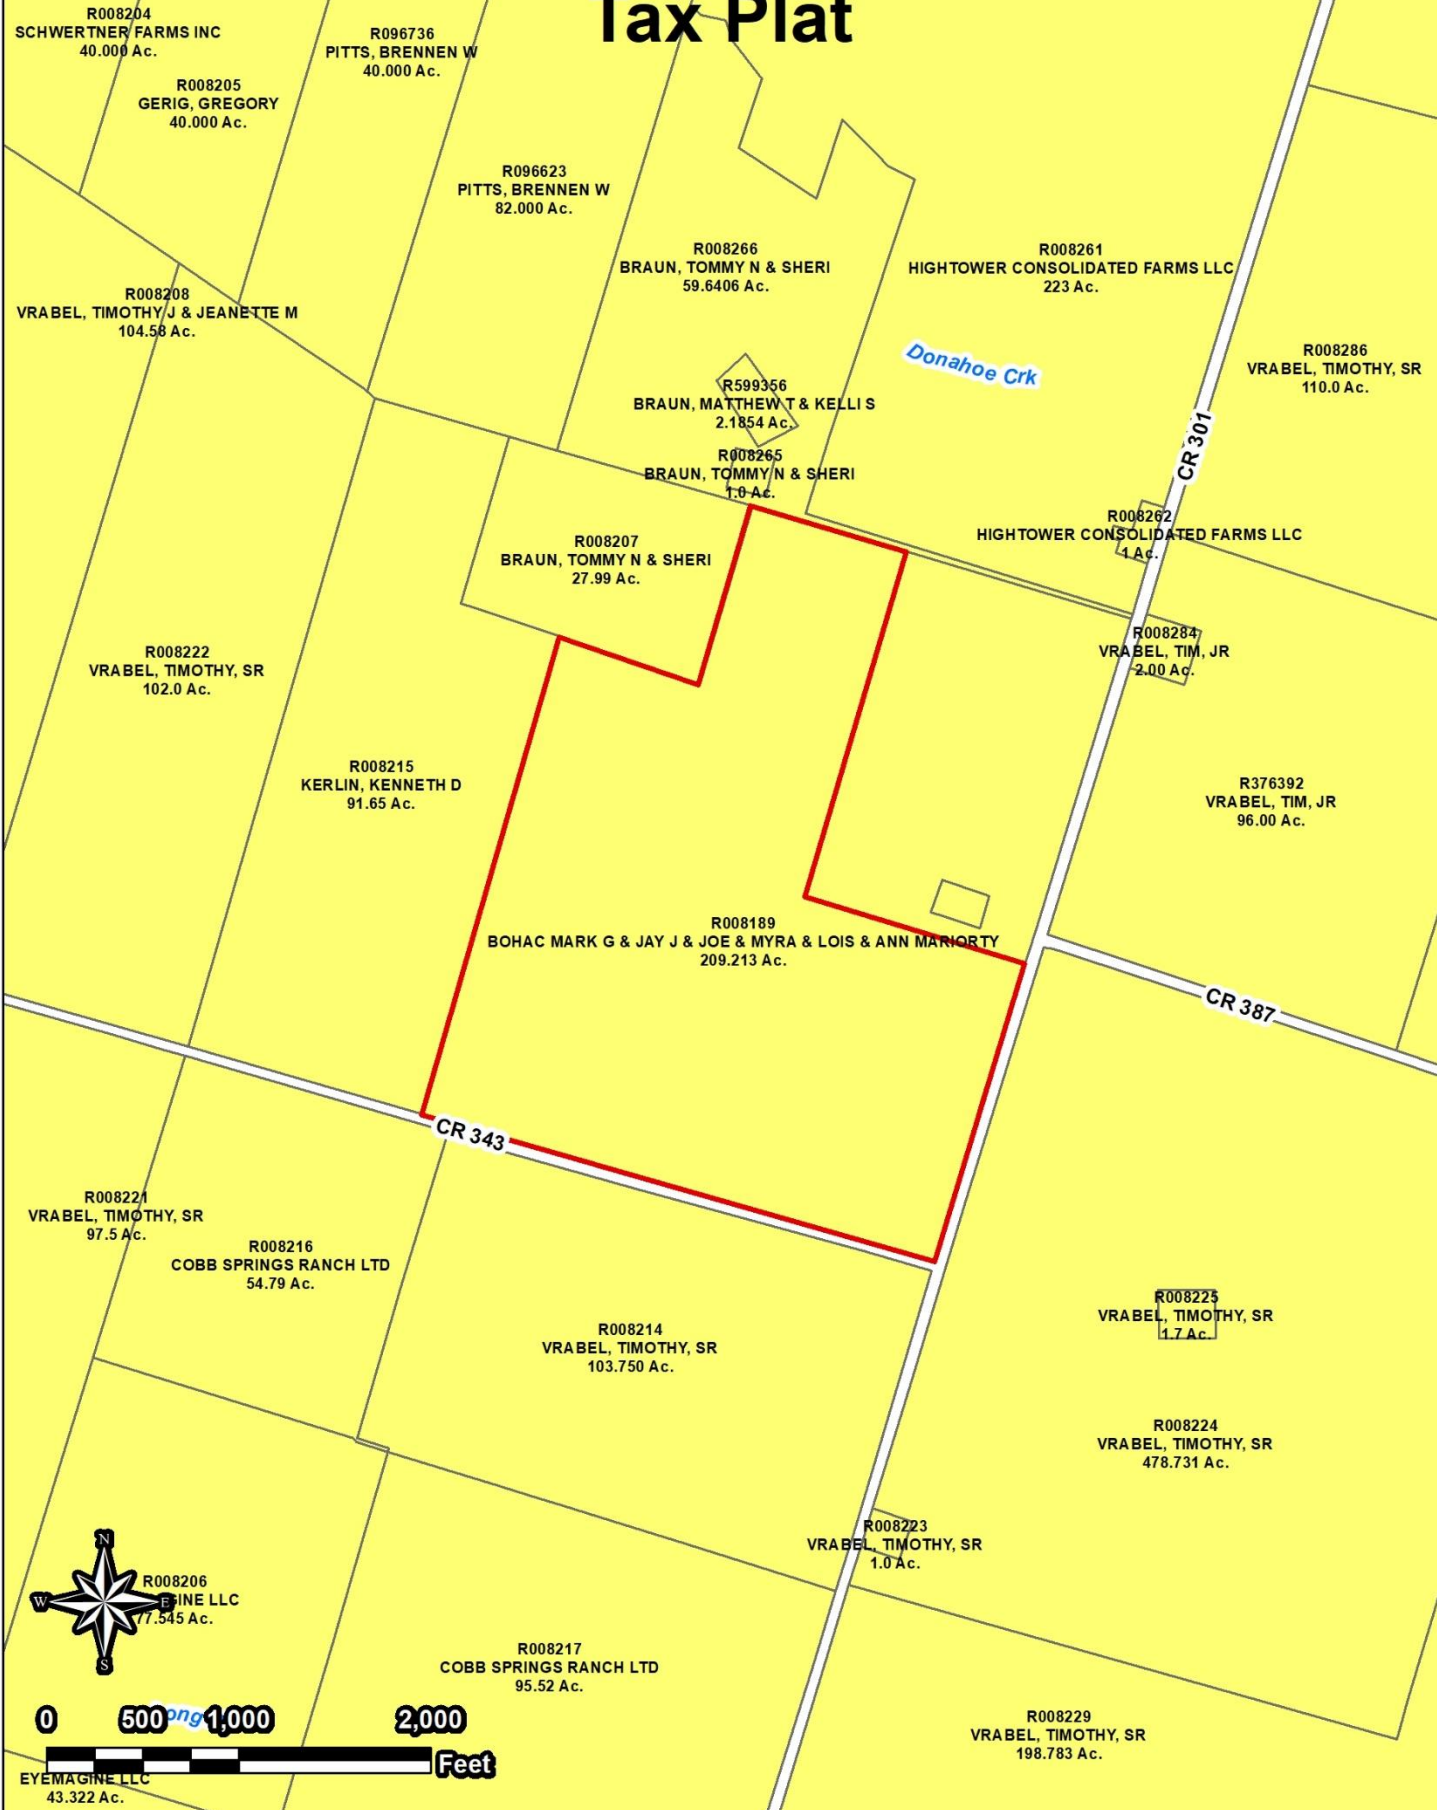 Tax Plat
R008204
SCHWERTNER FARMS INC
40.000 Ac.
R096736
PITTS, BRENNEN W
40.000 Ac.
R008205
GERIG, GREGORY
40.000 Ac.
R096623
PITTS, BRENNEN W
82.000 Ac.
R008266
BRAUN, TOMMY N & SHERI
59.6406 Ac.
R008261
HIGHTOWER CONSOLIDATED FARMS LLC
223 Ac.
R008208
VRABEL, TIMOTHY J & JEANETTE M
104.58 Ac.
Donahoe Crk
R008286
VRABEL, TIMOTHY, SR
110.0 Ac.
R599356
BRAUN, MATTHEW T & KELLI S
2.1854 Ac.
CR 301
R008265
BRAUN, TOMMY N & SHERI
1.0 Ac.
R008262
HIGHTOWER CONSOLIDATED FARMS LLC
1 Ac.
R008207
BRAUN, TOMMY N & SHERI
27.99 Ac.
R008284
VRABEL, TIM, JR
2.00 Ac.
R008222
VRABEL, TIMOTHY, SR
102.0 Ac.
R008215
KERLIN, KENNETH D
91.65 Ac.
R376392
VRABEL, TIM, JR
96.00 Ac.
R008189
BOHAC MARK G & JAY J & JOE & MYRA & LOIS & ANN MARIORTY
209.213 Ac.
CR 387
CR 343
R008221
VRABEL, TIMOTHY, SR
97.5 Ac.
R008216
COBB SPRINGS RANCH LTD
54.79 Ac.
R008225
VRABEL, TIMOTHY, SR
1.7 Ac.
R008214
VRABEL, TIMOTHY, SR
103.750 Ac.
R008224
VRABEL, TIMOTHY, SR
478.731 Ac.
R008223
VRABEL, TIMOTHY, SR
1.0 Ac.
N
W
E
S
R008206
GINE LLC
77.545 Ac.
R008217
COBB SPRINGS RANCH LTD
95.52 Ac.
R008229
VRABEL, TIMOTHY, SR
198.783 Ac.
ong
0 500 1,000 2,000
Feet
EYEMAGINE LLC
43.322 Ac.